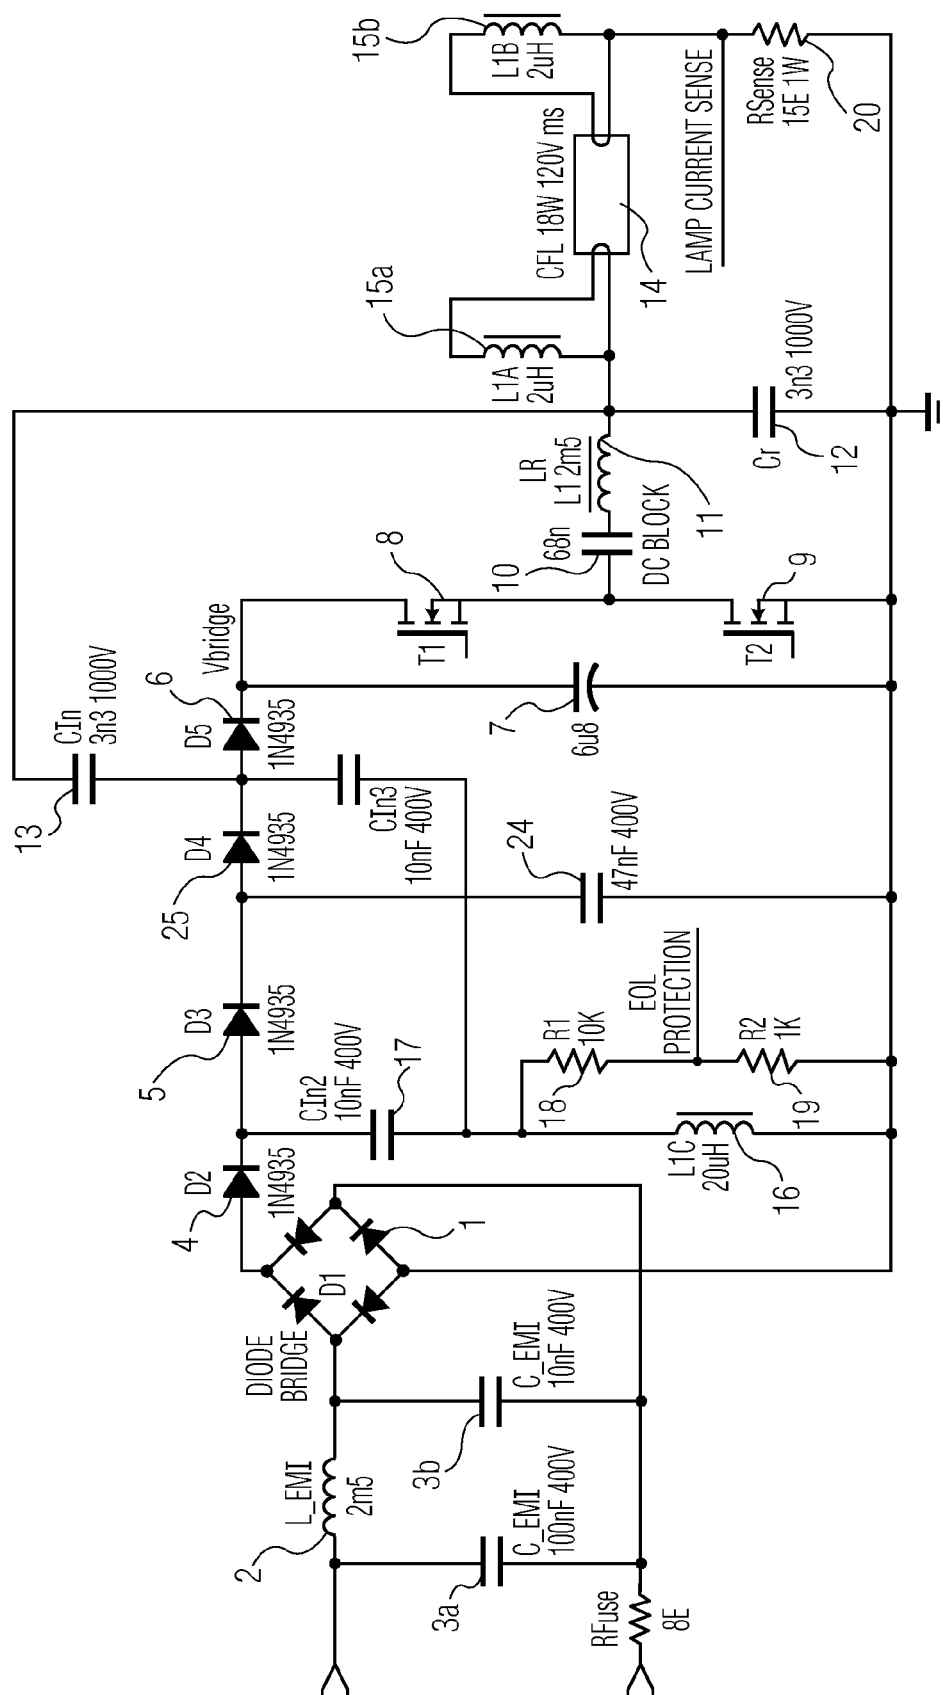 15b
L1B
2uH
CFL 18W 120V ms
14
LAMP CURRENT SENSE
RSense
15E 1W
20
15a
L1A
2uH
3n3 1000V
Cr
12
LR
L1 2m5
11
68n
10
DC BLOCK
8
T1
9
T2
Vbridge
6
D5
1N4935
7
6u8
CIn
3n3 1000V
13
CIn3
10nF 400V
D4
1N4935
25
24
47nF 400V
D3
1N4935
5
EOL
PROTECTION
R1
10K
18
R2
1K
19
CIn2
10nF 400V
17
L1C
20uH
16
D2
1N4935
4
1
D1
DIODE
BRIDGE
C_EMI
10nF 400V
3b
L_EMI
2m5
2
C_EMI
100nF 400V
3a
RFuse
8E